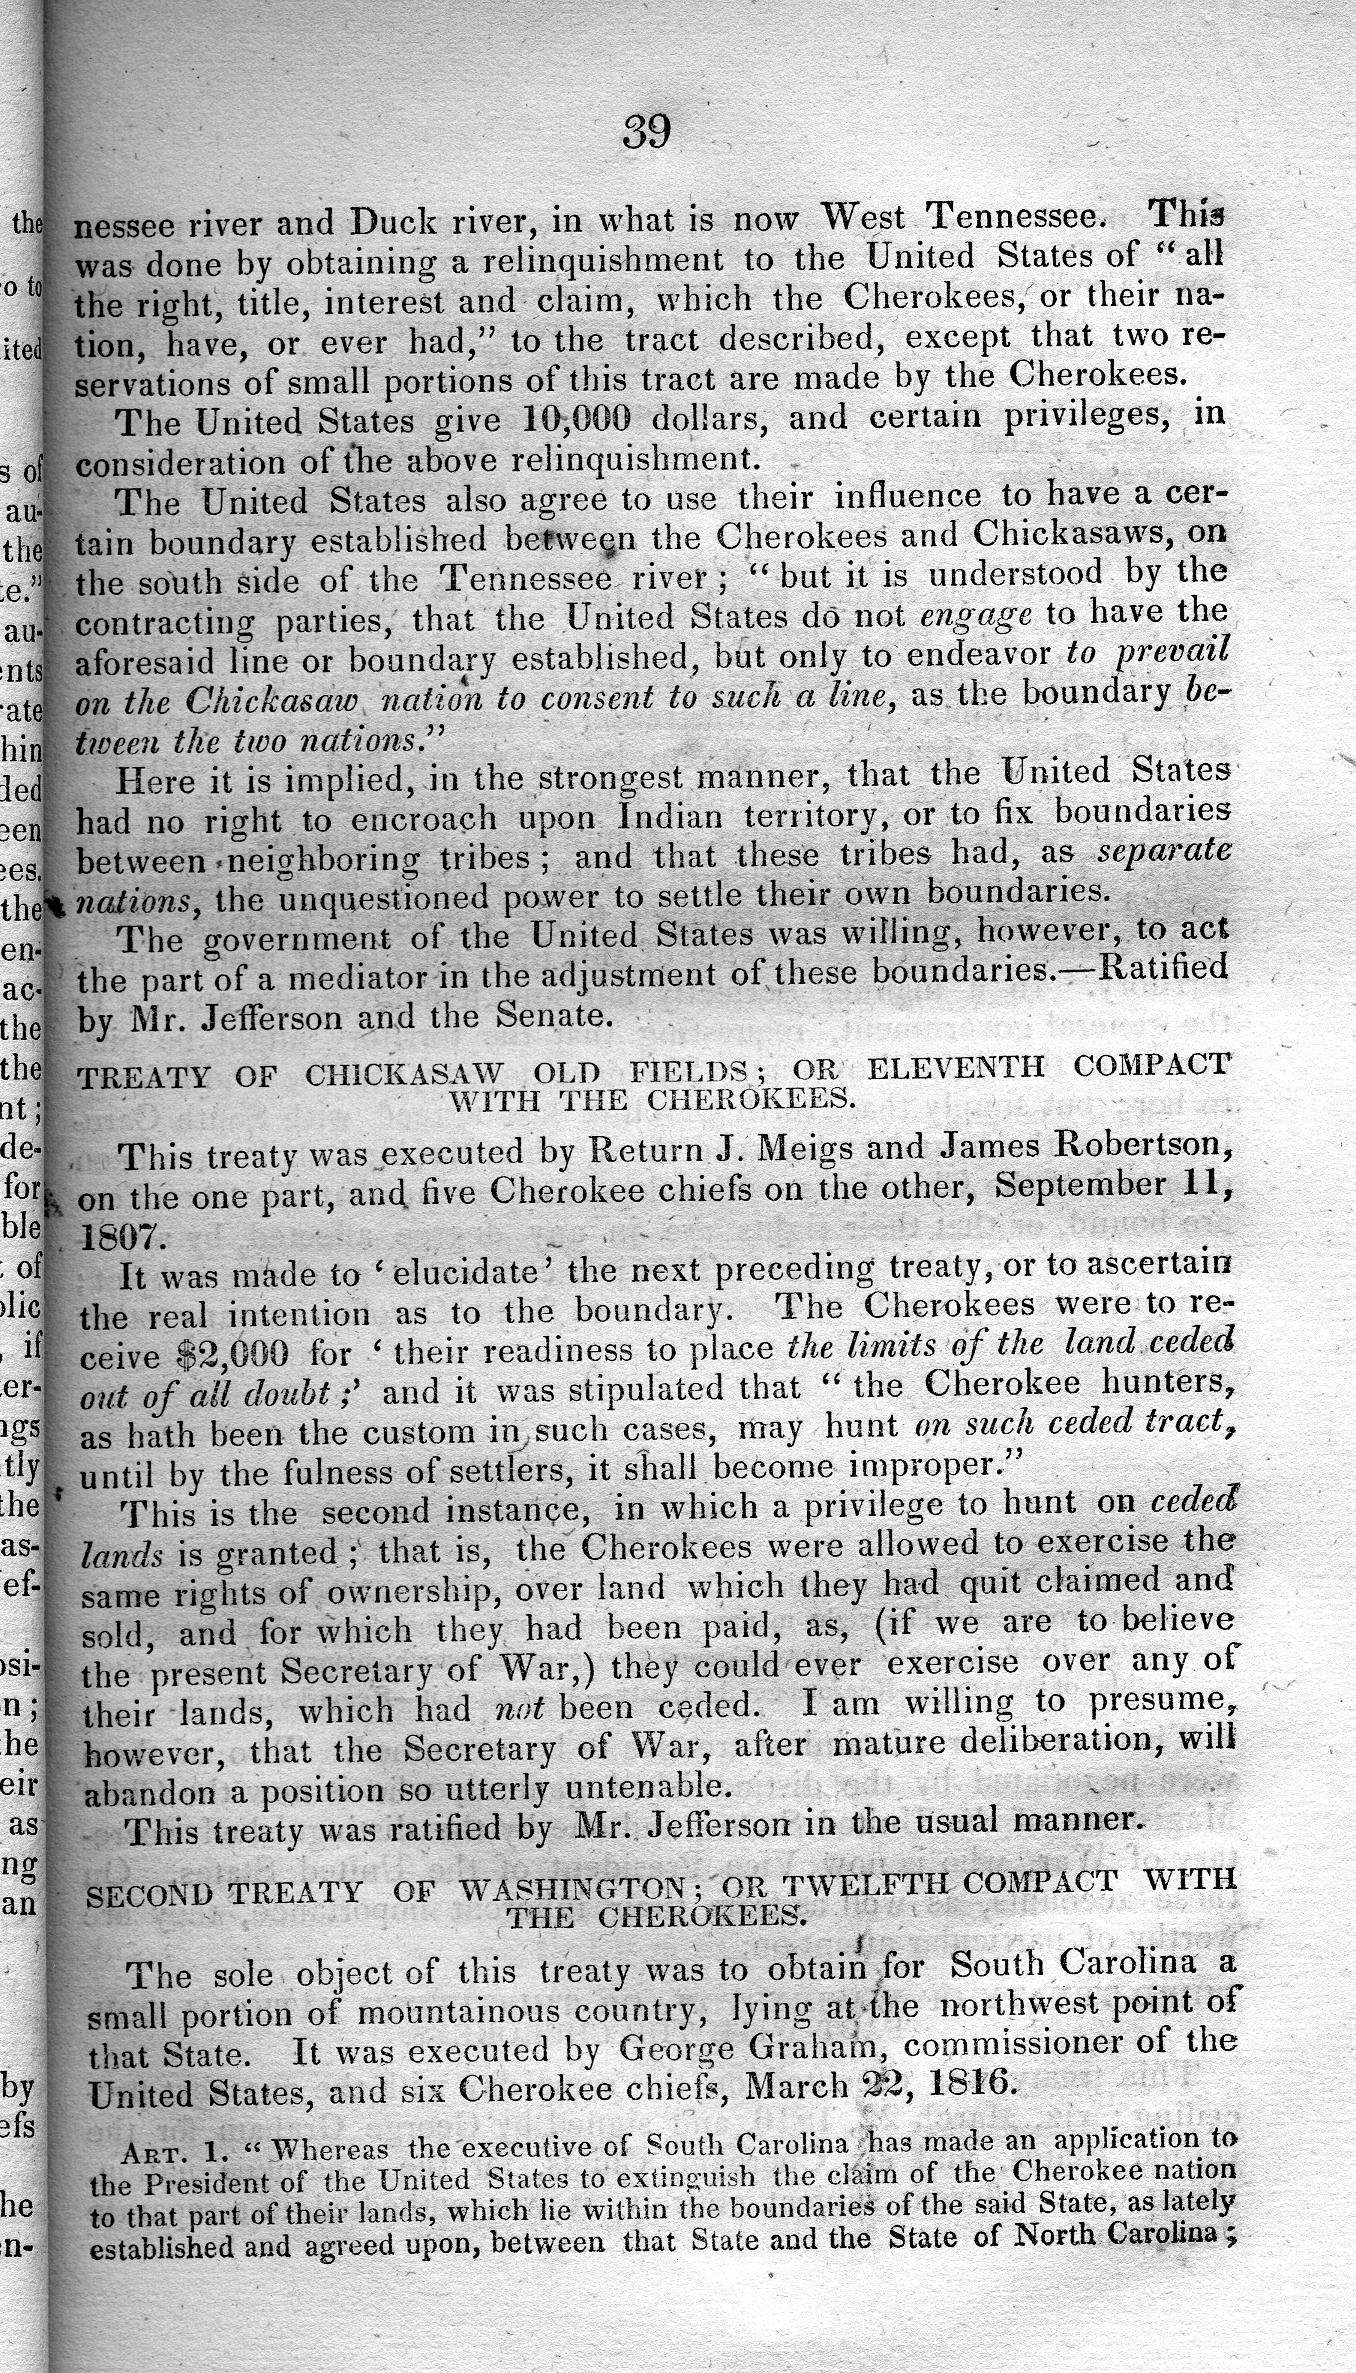 39
nessee river and Duck river, in what is now West Tennessee. This
was done by obtaining a relinquishment to the United States of “ all
the right, title, interest and claim, which the Cherokees, or their na-
tion, have, or ever had,” to the tract described, except that two re-
servations of small portions of this tract are made by the Cherokees.
The United States give 10,000 dollars, and certain privileges, in
consideration of the above relinquishment.
The United States also agree to use their influence to have a cer-
tain boundary established between the Cherokees and Chickasaws, on
the south side of the Tennessee river ; “ but it is understood by the
contracting parties, that the United States do not engage to have the
aforesaid line or boundary established, but only to endeavor to prevail
on the Chickasaw nation to consent to such a line, as the boundary be-
tween the two nations.”
Here it is implied, in the strongest manner, that the United States
had no right to encroach upon Indian territory, or to fix boundaries
between neighboring tribes ; and that these tribes had, as separate
nations, the unquestioned power to settle their own boundaries.
The government of the United States was willing, however, to act
the part of a mediator in the adjustment of these boundaries.—Ratified
by Mr. Jefferson and the Senate.
TREATY OF CHICKASAW OLD FIELDS ; OR ELEVENTH COMPACT
WITH THE CHEROKEES.
This treaty was executed by Return J. Meigs and James Robertson,
on the one part, and five Cherokee chiefs on the other, September 11,
1807.
It was made to ‘ elucidate’ the next preceding treaty, or to ascertain
the real intention as to the boundary. The Cherokees were to re-
ceive $2,000 for ‘ their readiness to place the limits of the land ceded
out of all doubt ;’ and it was stipulated that “ the Cherokee hunters,
as hath been the custom in such cases, may hunt on such ceded tract,
until by the fulness of settlers, it shall become improper.”
This is the second instance, in which a privilege to hunt on ceded
lands is granted ; that is, the Cherokees were allowed to exercise the
same rights of ownership, over land which they had quit claimed and
sold, and for which they had been paid, as, (if we are to believe
the present Secretary of War,) they could ever exercise over any of
their lands, which had not been ceded. I am willing to presume,
however, that the Secretary of War, after mature deliberation, will
abandon a position so utterly untenable.
This treaty was ratified by Mr. Jefferson in the usual manner.
SECOND TREATY OF WASHINGTON ; OR TWELFTH COMPACT WITH
THE CHEROKEES.
The sole object of this treaty was to obtain for South Carolina a
small portion of mountainous country, lying at the northwest point of
that State. It was executed by George Graham, commissioner of the
United States, and six Cherokee chiefs, March 22, 1816.
ART. 1. “ Whereas the executive of South Carolina has made an application to
the President of the United States to extinguish the claim of the Cherokee nation
to that part of their lands, which lie within the boundaries of the said State, as lately
established and agreed upon, between that State and the State of North Carolina ;